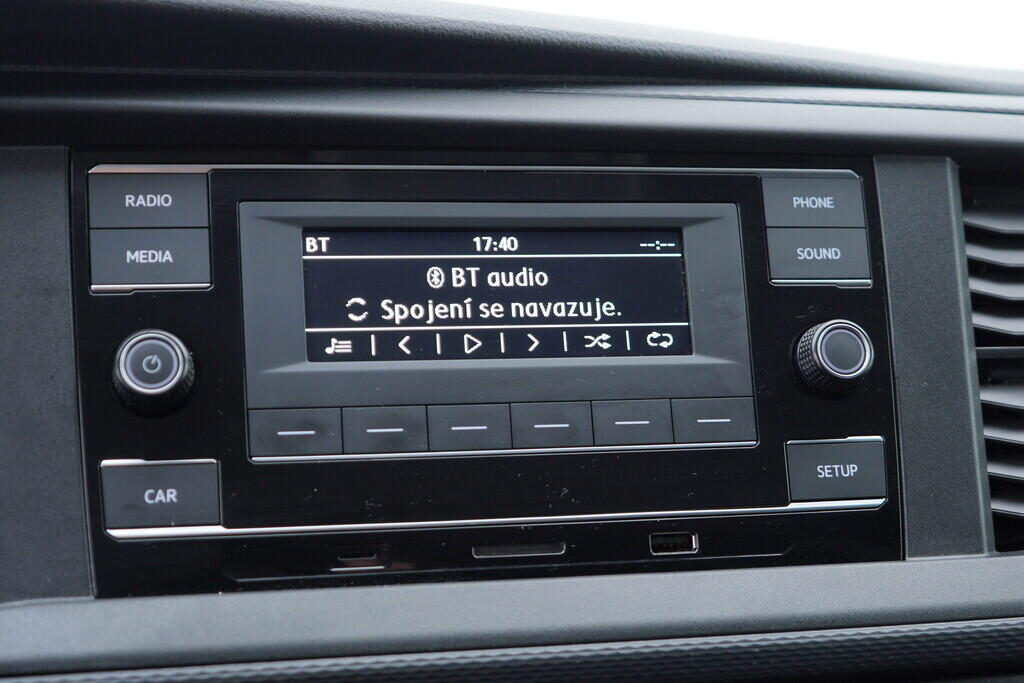 RADIO
MEDIA
BT 17:40 --:--
BT audio
Spojení se navazuje.
PHONE
SOUND
CAR
SETUP